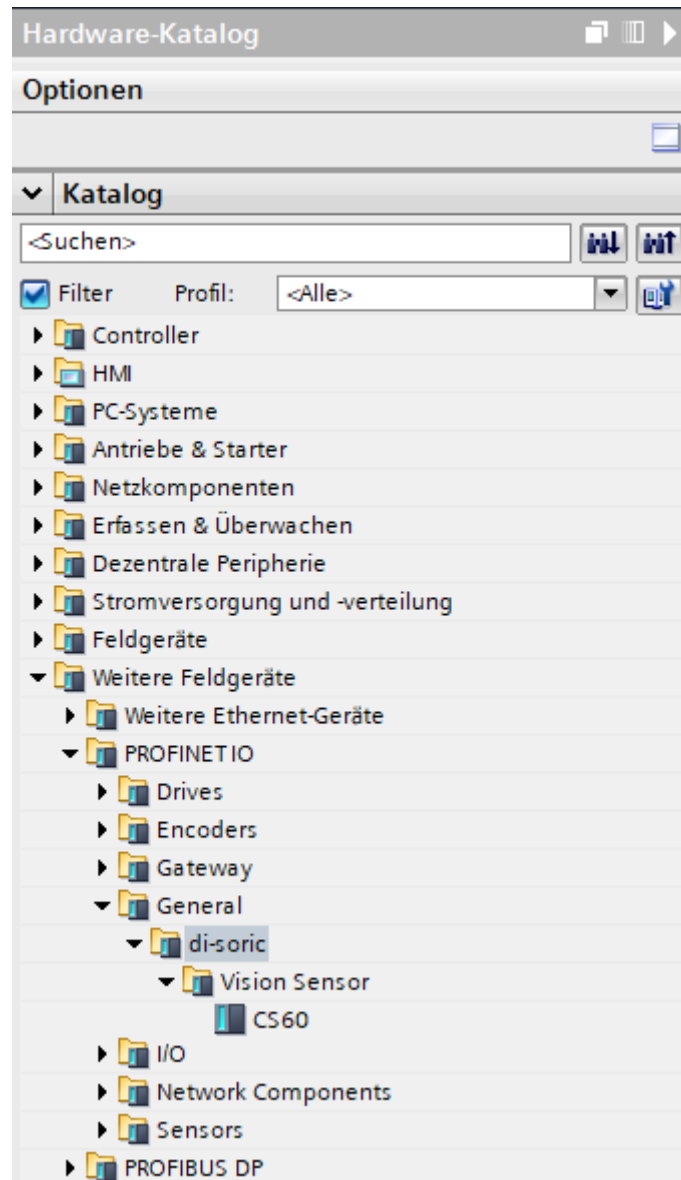 Hardware-Katalog
Optionen
Katalog
<Suchen>
Filter Profil: <Alle>
Controller
HMI
PC-Systeme
Antriebe & Starter
Netzkomponenten
Erfassen & Überwachen
Dezentrale Peripherie
Stromversorgung und -verteilung
Feldgeräte
Weitere Feldgeräte
Weitere Ethernet-Geräte
PROFINET IO
Drives
Encoders
Gateway
General
di-soric
Vision Sensor
CS60
I/O
Network Components
Sensors
PROFIBUS DP